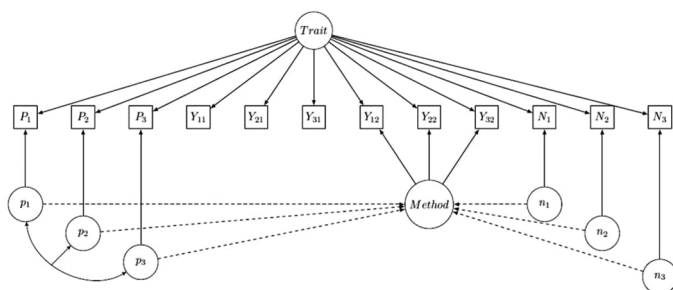 Trait
P₁ P₂ P₃ Y₁₁ Y₂₁ Y₃₁ Y₁₂ Y₂₂ Y₃₂ N₁ N₂ N₃
p₁ Method n₁
p₂ n₂
p₃ n₃